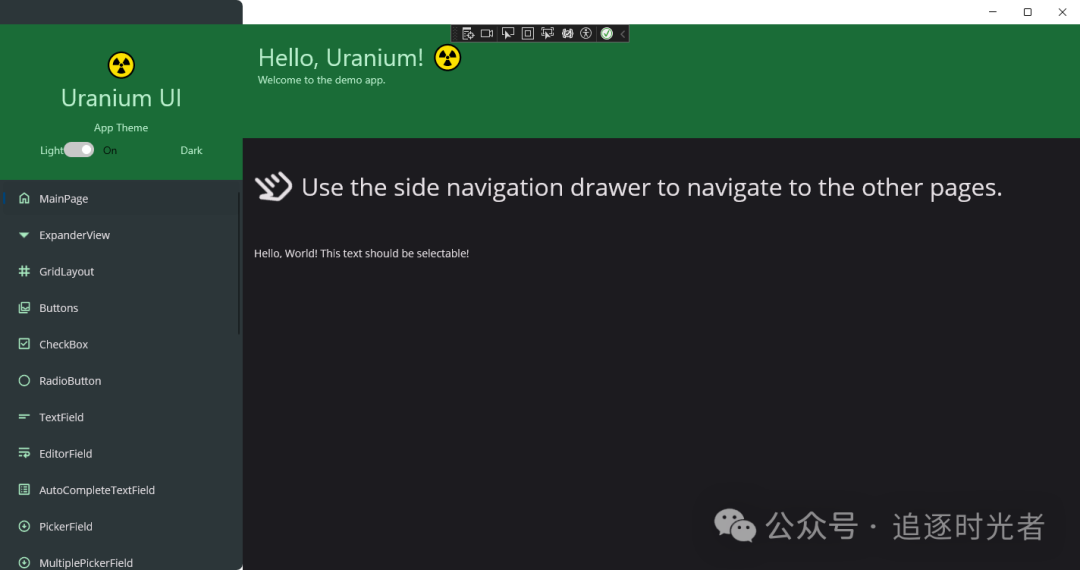 Uranium UI
App Theme
Light On Dark
MainPage
ExpanderView
GridLayout
Buttons
CheckBox
RadioButton
TextField
EditorField
AutoCompleteTextField
PickerField
MultiplePickerField
Hello, Uranium!
Welcome to the demo app.
Use the side navigation drawer to navigate to the other pages.
Hello, World! This text should be selectable!
公众号 · 追逐时光者